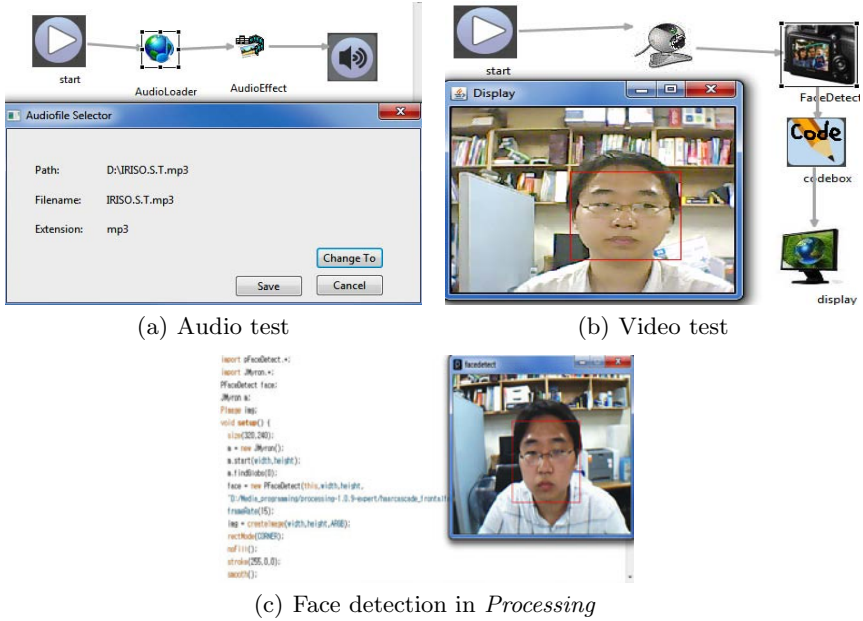 start
AudioLoader
AudioEffect
Audiofile Selector
Path: D:\IRISO.S.T.mp3
Filename: IRISO.S.T.mp3
Extension: mp3
Change To
Save
Cancel
(a) Audio test
start
FaceDetect
Display
Code
codebox
display
(b) Video test
import pFaceDetect.*;
import JMyron.*;
PFaceDetect face;
JMyron m;
PImage img;
void setup() {
size(320,240);
m = new JMyron();
m.start(width,height);
m.findGlobs(0);
face = new PFaceDetect(this,width,height,
frameRate(15);
img = createImage(width,height,ARGB);
rectMode(CORNER);
noFill();
stroke(255,0,0);
smooth();
facedetect
(c) Face detection in Processing